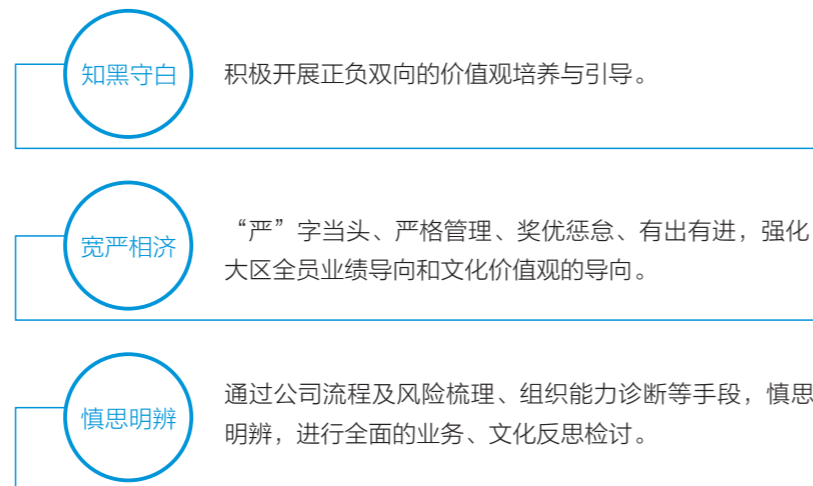 知黑守白
积极开展正负双向的价值观培养与引导。
宽严相济
“严”字当头、严格管理、奖优惩怠、有出有进，强化
大区全员业绩导向和文化价值观的导向。
慎思明辨
通过公司流程及风险梳理、组织能力诊断等手段，慎思
明辨，进行全面的业务、文化反思检讨。